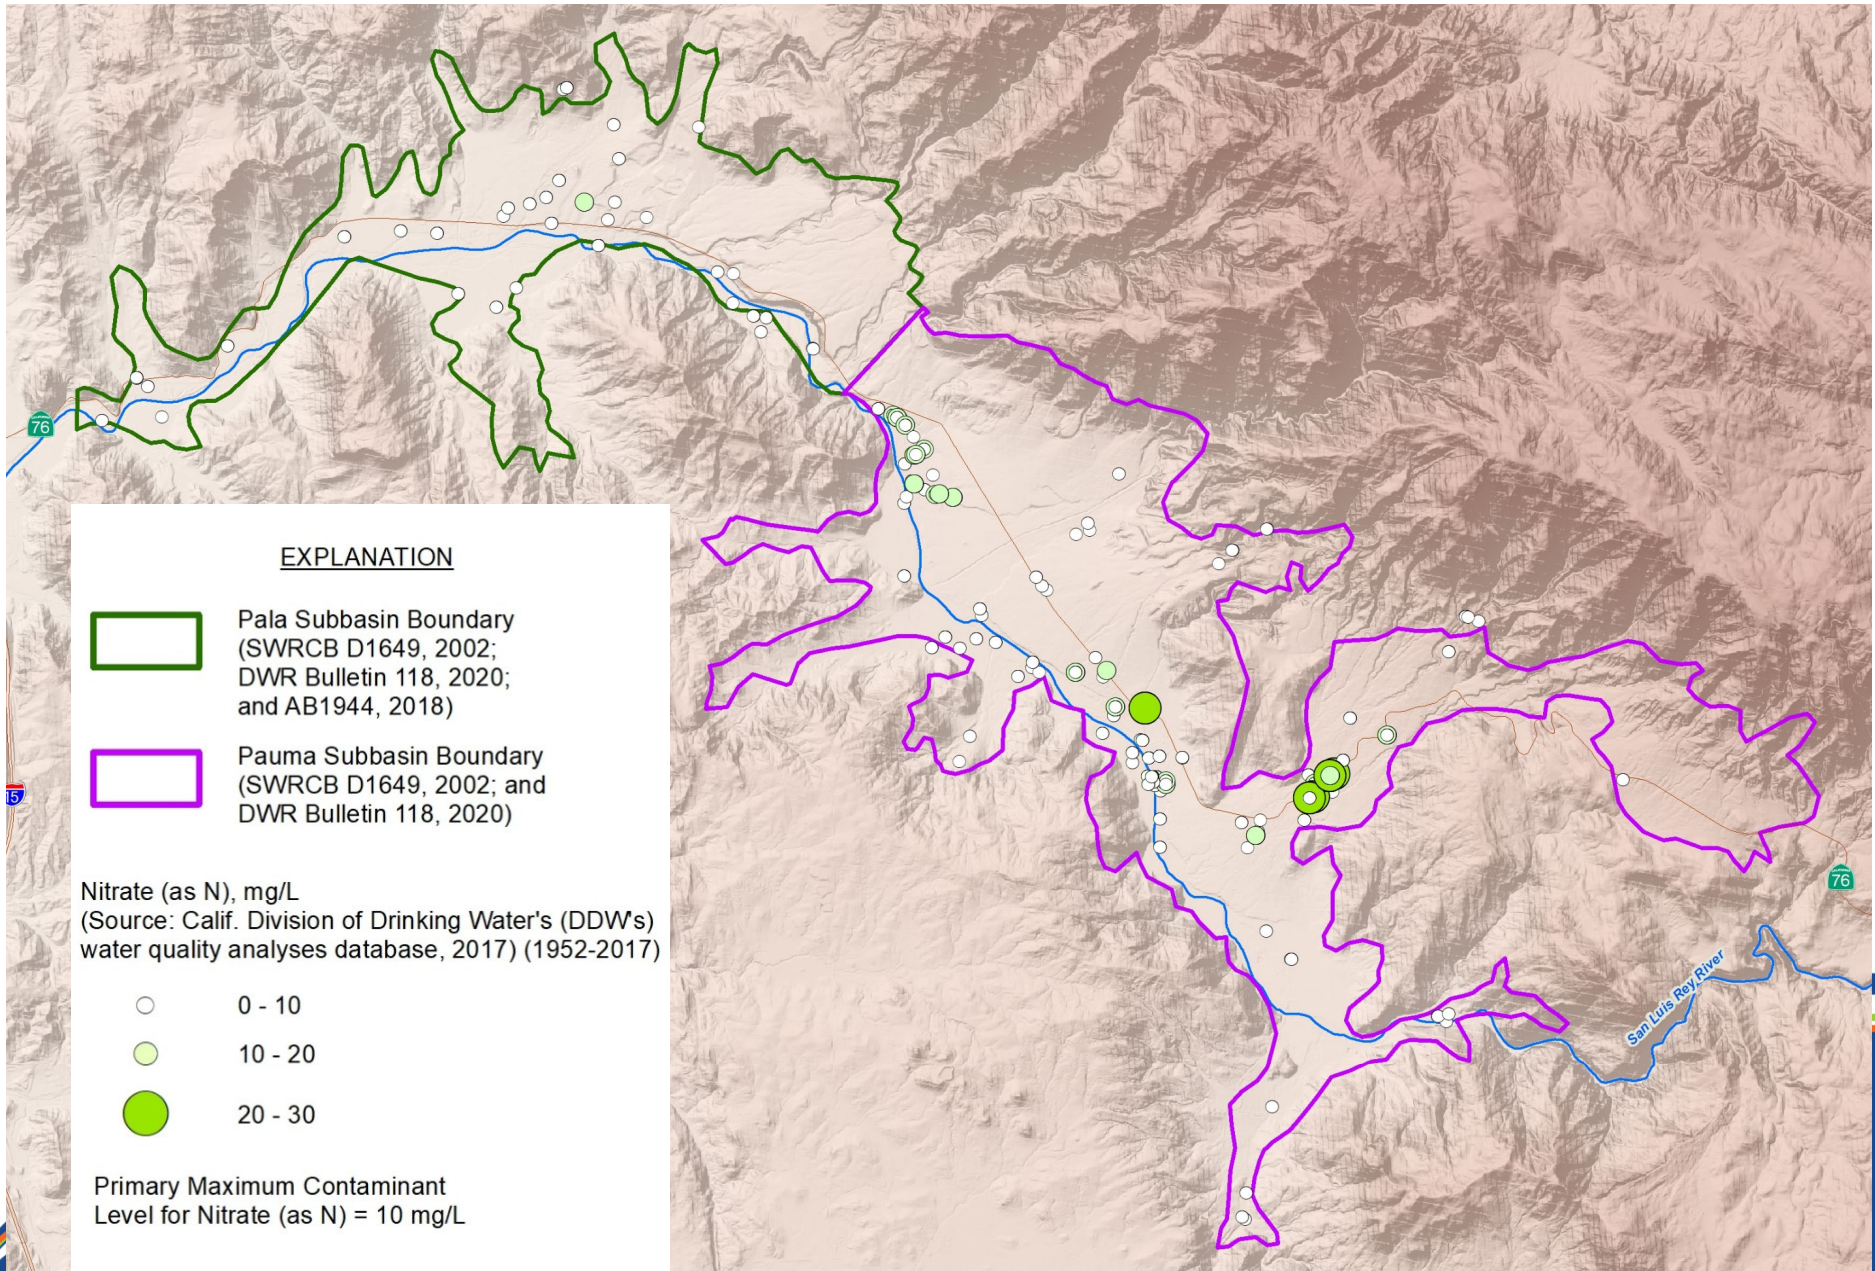 76
EXPLANATION
Pala Subbasin Boundary
(SWRCB D1649, 2002;
DWR Bulletin 118, 2020;
and AB1944, 2018)
Pauma Subbasin Boundary
(SWRCB D1649, 2002; and
DWR Bulletin 118, 2020)
15
Nitrate (as N), mg/L
(Source: Calif. Division of Drinking Water's (DDW's)
water quality analyses database, 2017) (1952-2017)
0 - 10
10 - 20
20 - 30
Primary Maximum Contaminant
Level for Nitrate (as N) = 10 mg/L
76
San Luis Rey River